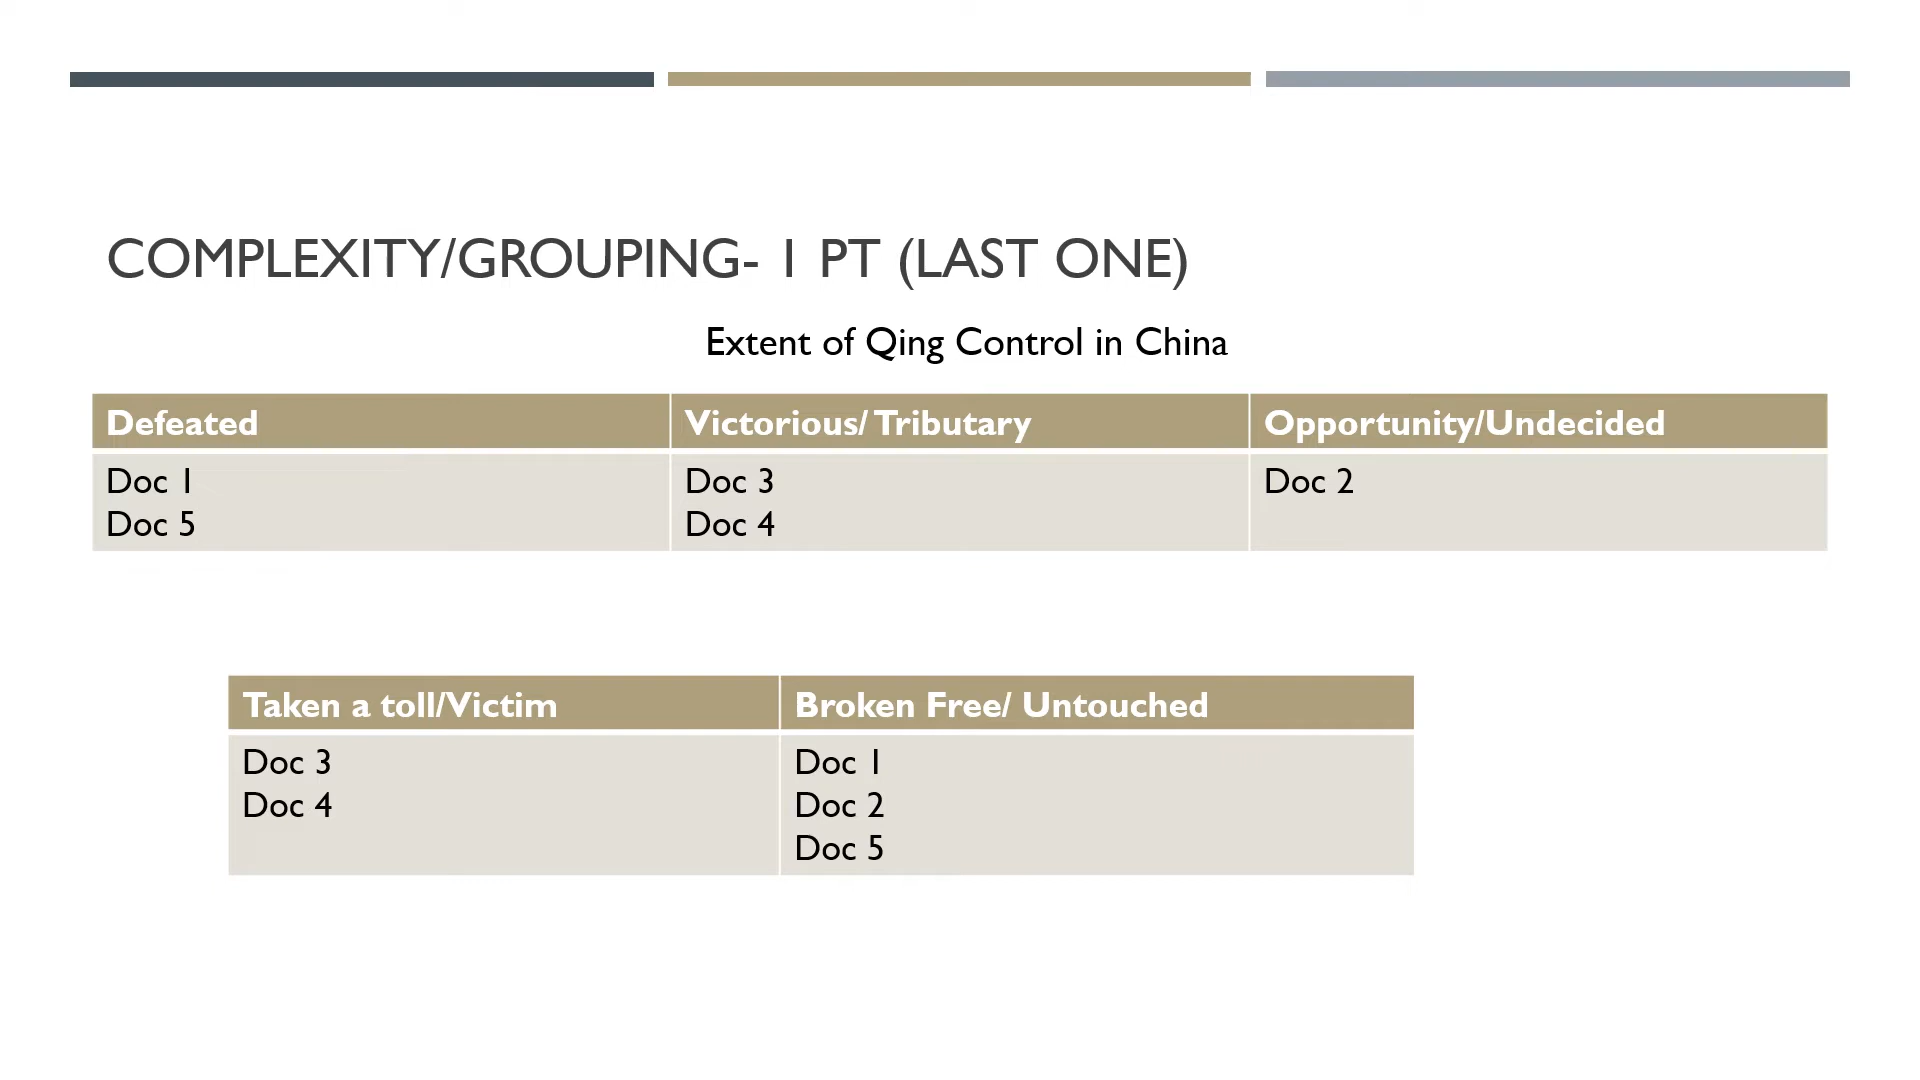 COMPLEXITY/GROUPING- 1 PT (LAST ONE)
Extent of Qing Control in China
Defeated
Victorious/ Tributary
Opportunity/Undecided
Doc 1
Doc 5
Doc 3
Doc 4
Doc 2
Taken a toll/Victim
Broken Free/ Untouched
Doc 3
Doc 4
Doc 1
Doc 2
Doc 5